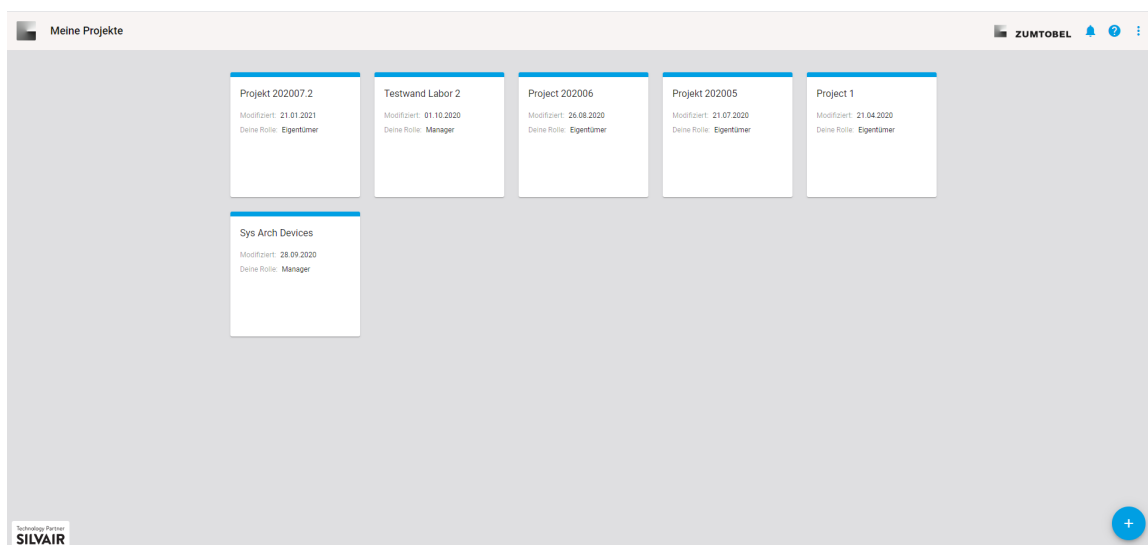 Meine Projekte
ZUMTOBEL
Projekt 202007.2
Modifiziert: 21.01.2021
Deine Rolle: Eigentümer
Testwand Labor 2
Modifiziert: 01.10.2020
Deine Rolle: Manager
Project 202006
Modifiziert: 26.08.2020
Deine Rolle: Eigentümer
Projekt 202005
Modifiziert: 21.07.2020
Deine Rolle: Eigentümer
Project 1
Modifiziert: 21.04.2020
Deine Rolle: Eigentümer
Sys Arch Devices
Modifiziert: 28.09.2020
Deine Rolle: Manager
Technology Partner
SILVAIR